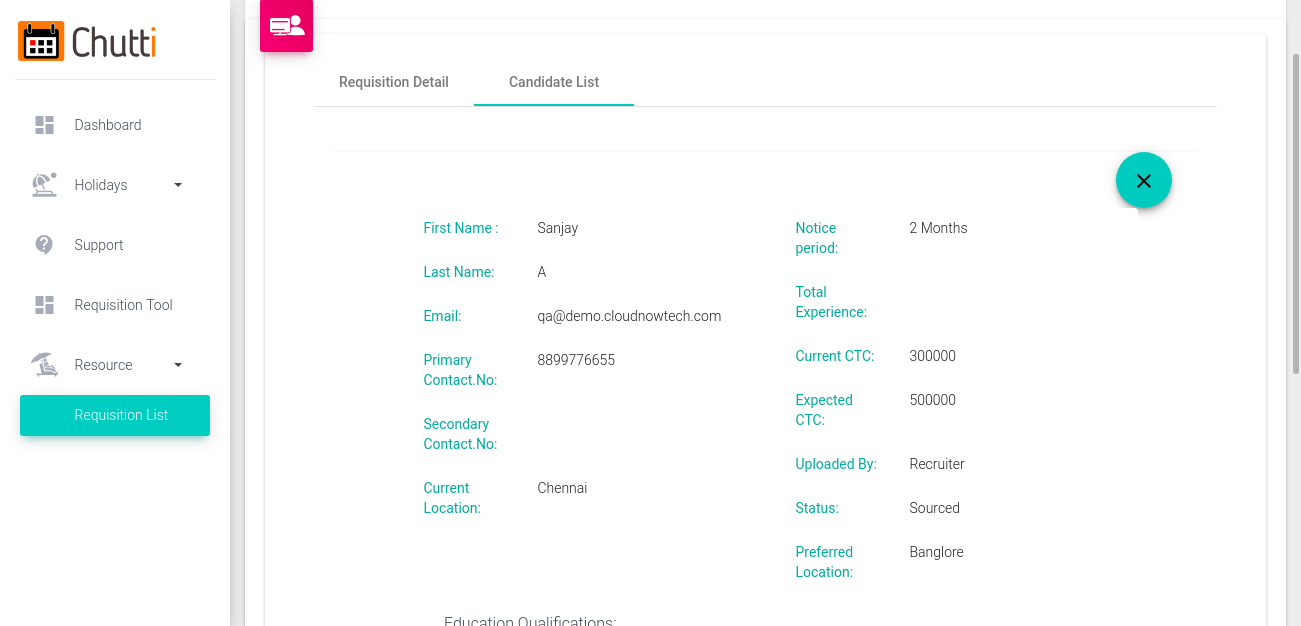 Chutti
Dashboard
Holidays
Support
Requisition Tool
Resource
Requisition List
Requisition Detail
Candidate List
First Name :
Sanjay
Last Name:
A
Email:
qa@demo.cloudnowtech.com
Primary
Contact.No:
8899776655
Secondary
Contact.No:
Current
Location:
Chennai
Notice
period:
2 Months
Total
Experience:
Current CTC:
300000
Expected
CTC:
500000
Uploaded By:
Recruiter
Status:
Sourced
Preferred
Location:
Banglore
Education Qualifications: